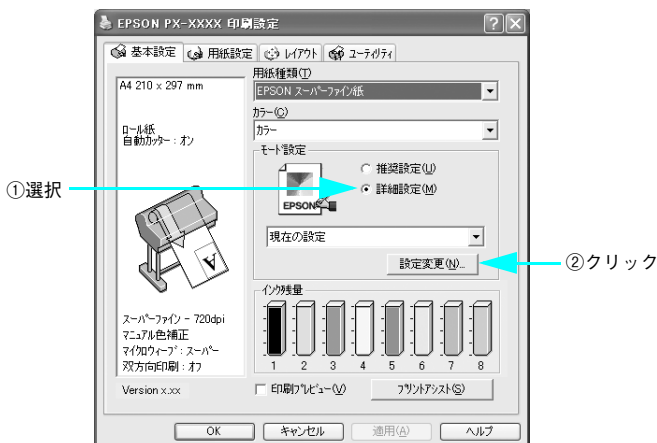 EPSON PX-XXXX 印刷設定
基本設定 用紙設定 レイアウト ユーティリティ
A4 210 x 297 mm
ロール紙
自動カッター : オン
スーパーファイン - 720dpi
マニュアル色補正
マイクロウィーブ : スーパー
双方向印刷 : オフ
Version x.xx
用紙種類(T)
EPSON スーパーファイン紙
カラー(C)
カラー
モード設定
EPSON
推奨設定(U)
詳細設定(M)
現在の設定
設定変更(N)...
インク残量
1 2 3 4 5 6 7 8
印刷プレビュー(V)
プリントアシスト(S)
OK キャンセル 適用(A) ヘルプ
①選択
②クリック